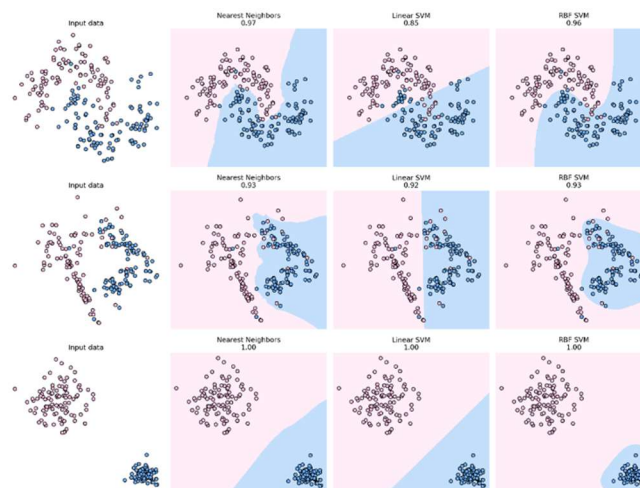 Input data
Nearest Neighbors
0.97
Linear SVM
0.85
RBF SVM
0.96
Input data
Nearest Neighbors
0.93
Linear SVM
0.92
RBF SVM
0.93
Input data
Nearest Neighbors
1.00
Linear SVM
1.00
RBF SVM
1.00